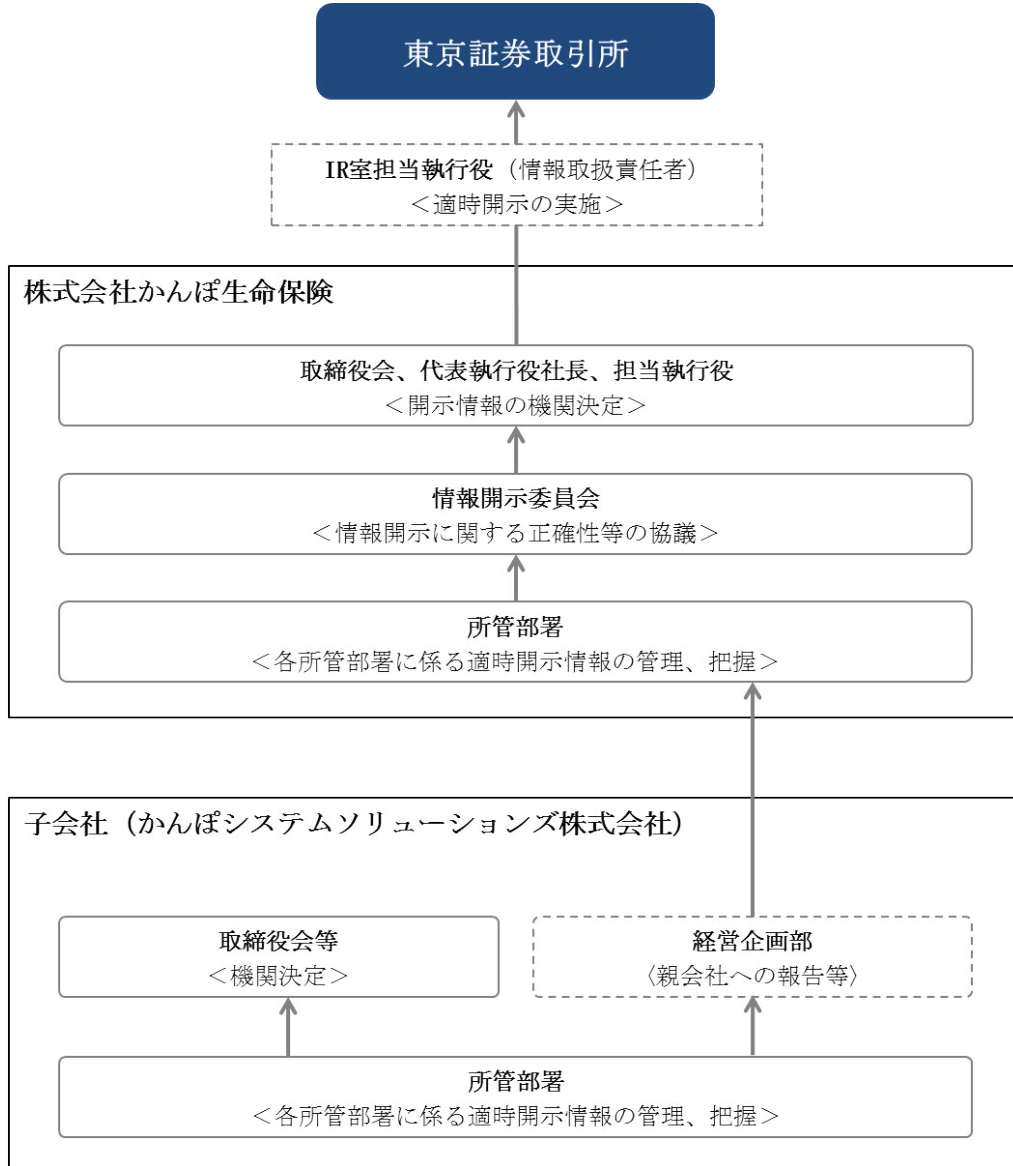 東京証券取引所
IR室担当執行役（情報取扱責任者）
＜適時開示の実施＞
株式会社かんぽ生命保険
取締役会、代表執行役社長、担当執行役
＜開示情報の機関決定＞
情報開示委員会
＜情報開示に関する正確性等の協議＞
所管部署
＜各所管部署に係る適時開示情報の管理、把握＞
子会社（かんぽシステムソリューションズ株式会社）
取締役会等
＜機関決定＞
経営企画部
〈親会社への報告等〉
所管部署
＜各所管部署に係る適時開示情報の管理、把握＞